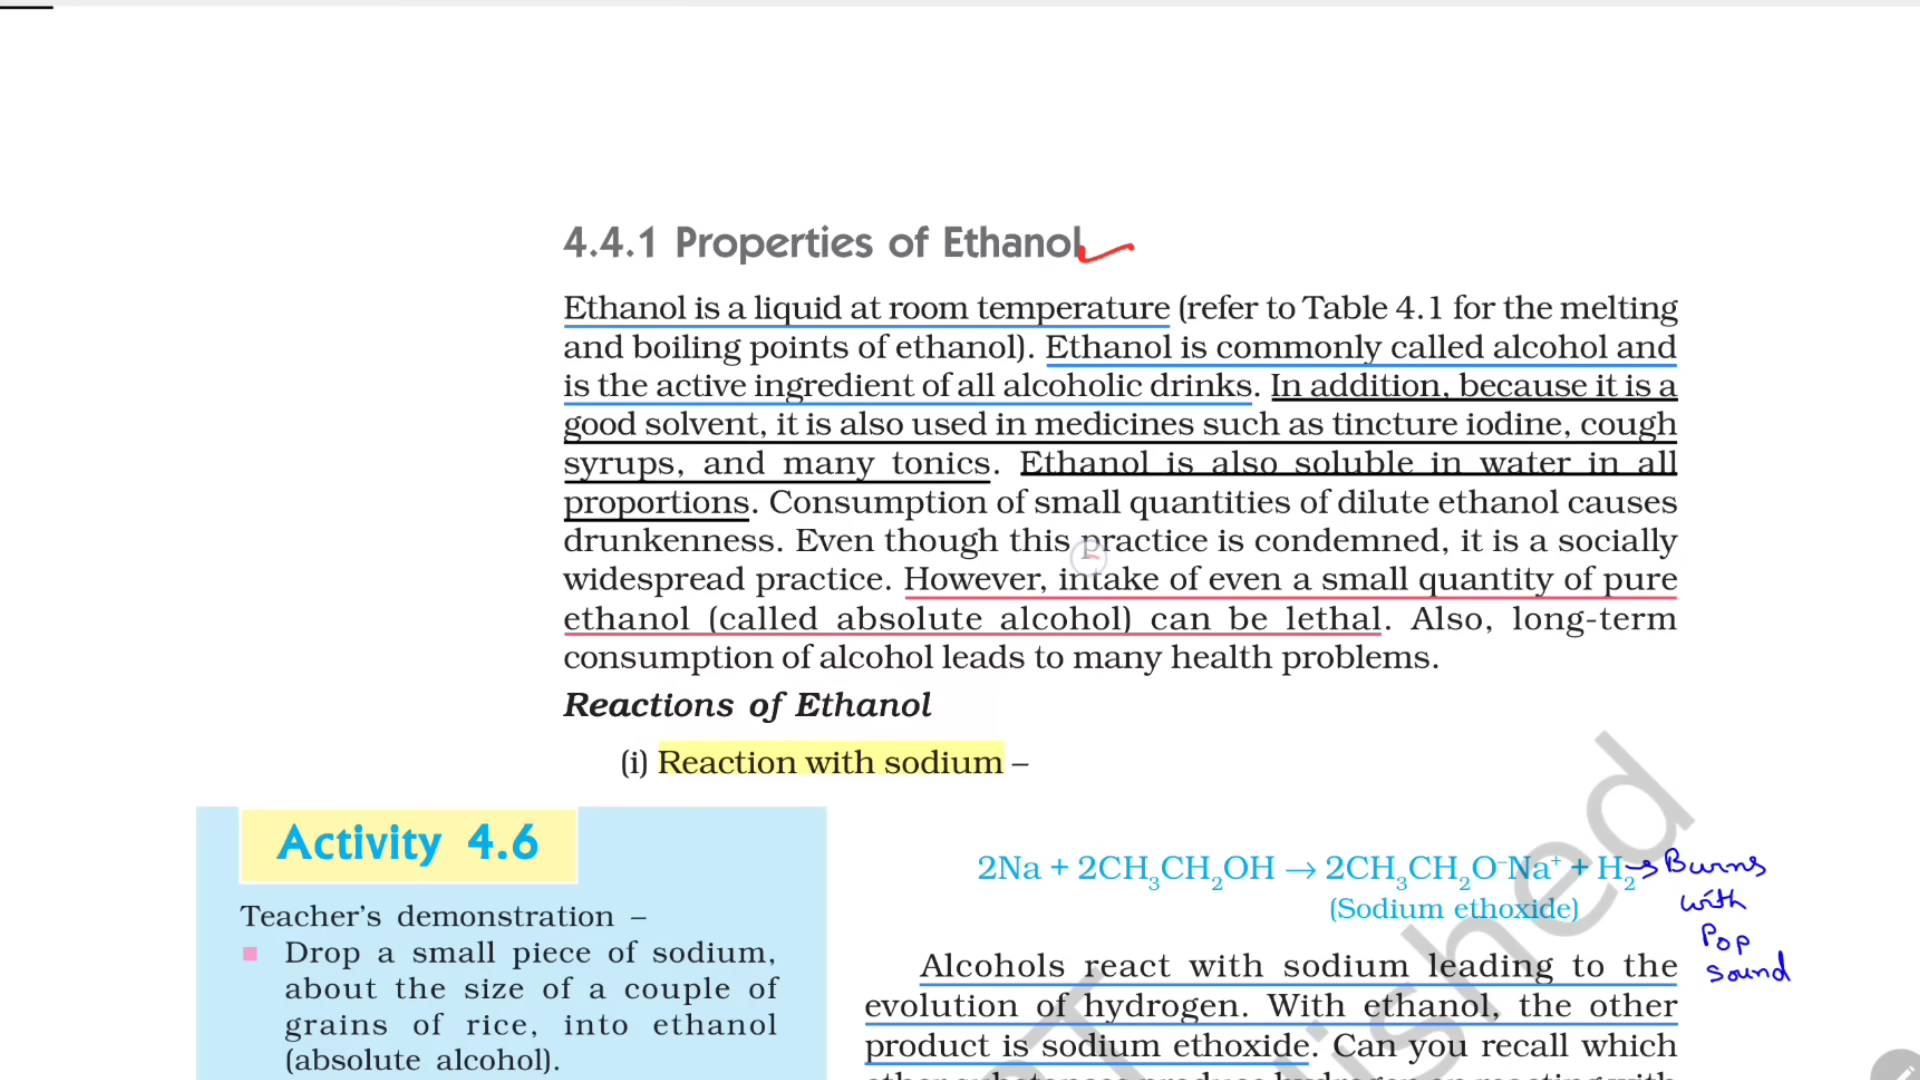 4.4.1 Properties of Ethanol
Ethanol is a liquid at room temperature (refer to Table 4.1 for the melting
and boiling points of ethanol). Ethanol is commonly called alcohol and
is the active ingredient of all alcoholic drinks. In addition, because it is a
good solvent, it is also used in medicines such as tincture iodine, cough
syrups, and many tonics. Ethanol is also soluble in water in all
proportions. Consumption of small quantities of dilute ethanol causes
drunkenness. Even though this practice is condemned, it is a socially
widespread practice. However, intake of even a small quantity of pure
ethanol (called absolute alcohol) can be lethal. Also, long-term
consumption of alcohol leads to many health problems.
Reactions of Ethanol
(i) Reaction with sodium –
Activity 4.6
Teacher's demonstration –
Drop a small piece of sodium,
about the size of a couple of
grains of rice, into ethanol
(absolute alcohol).
2Na + 2CH₃CH₂OH → 2CH₃CH₂O⁻Na⁺ + H₂ → Burns
with
Pop
sound
(Sodium ethoxide)
Alcohols react with sodium leading to the
evolution of hydrogen. With ethanol, the other
product is sodium ethoxide. Can you recall which